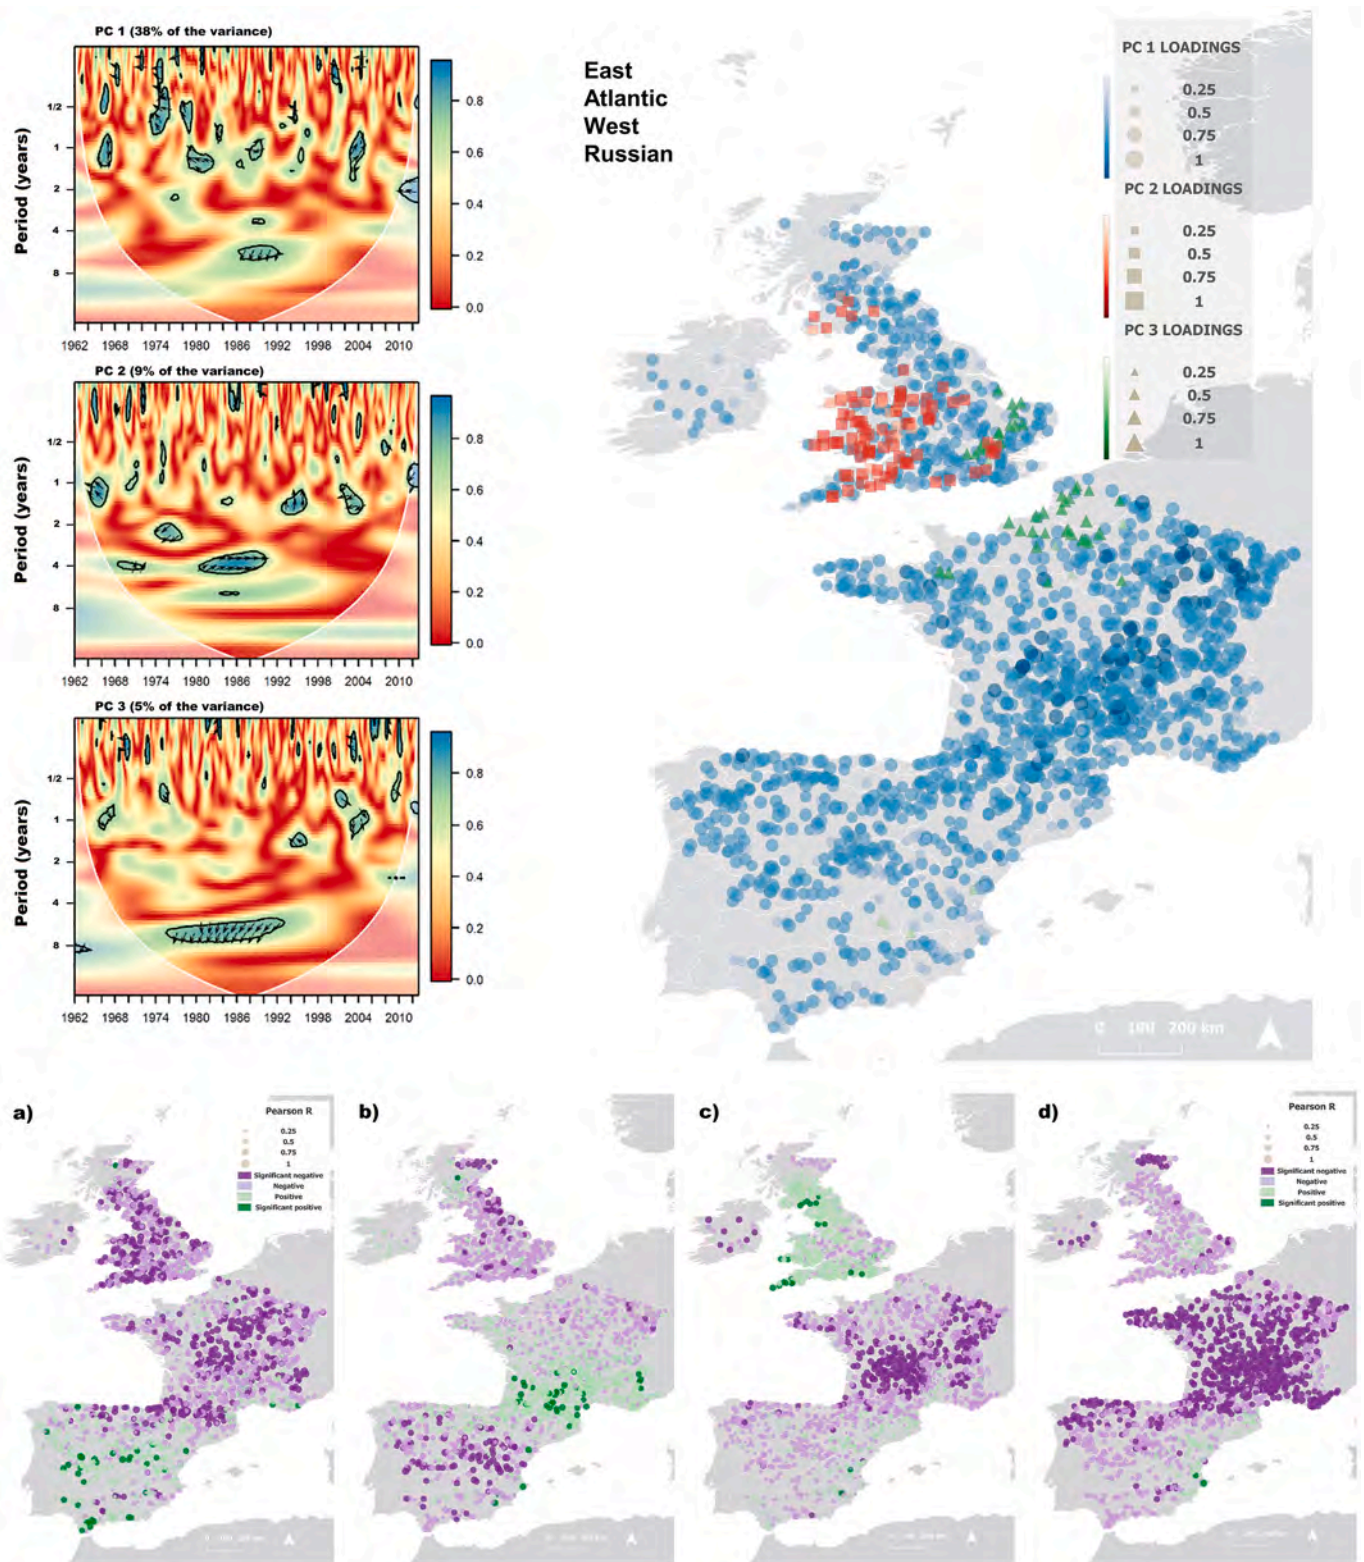 PC 1 (38% of the variance)
Period (years)
1/2
1
2
4
8
0.8
0.6
0.4
0.2
0.0
1962 1968 1974 1980 1986 1992 1998 2004 2010
PC 2 (9% of the variance)
Period (years)
1/2
1
2
4
8
0.8
0.6
0.4
0.2
0.0
1962 1968 1974 1980 1986 1992 1998 2004 2010
PC 3 (5% of the variance)
Period (years)
1/2
1
2
4
8
0.8
0.6
0.4
0.2
0.0
1962 1968 1974 1980 1986 1992 1998 2004 2010
East
Atlantic
West
Russian
PC 1 LOADINGS
0.25
0.5
0.75
1
PC 2 LOADINGS
0.25
0.5
0.75
1
PC 3 LOADINGS
0.25
0.5
0.75
1
0 100 200 km
a)
Pearson R
0.25
0.5
0.75
1
Significant negative
Negative
Positive
Significant positive
b)
c)
d)
Pearson R
0.25
0.5
0.75
1
Significant negative
Negative
Positive
Significant positive